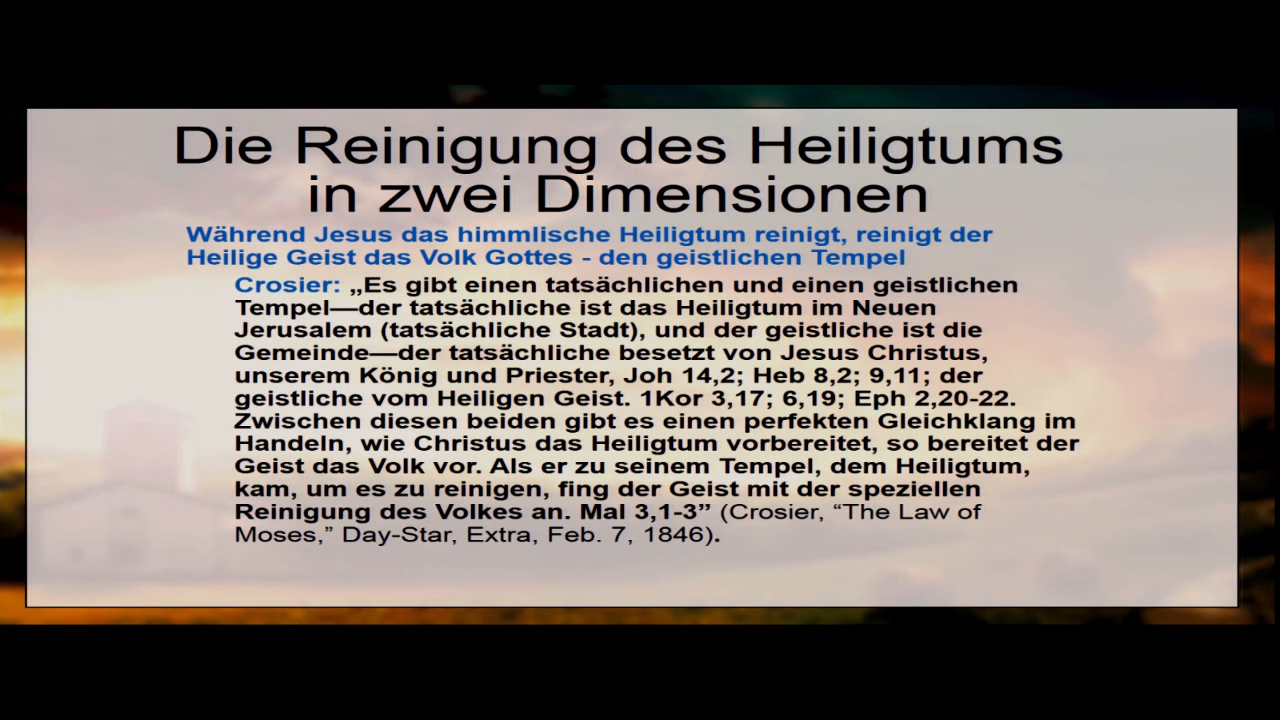 Die Reinigung des Heiligtums
in zwei Dimensionen
Während Jesus das himmlische Heiligtum reinigt, reinigt der
Heilige Geist das Volk Gottes - den geistlichen Tempel
Crosier: „Es gibt einen tatsächlichen und einen geistlichen
Tempel—der tatsächliche ist das Heiligtum im Neuen
Jerusalem (tatsächliche Stadt), und der geistliche ist die
Gemeinde—der tatsächliche besetzt von Jesus Christus,
unserem König und Priester, Joh 14,2; Heb 8,2; 9,11; der
geistliche vom Heiligen Geist. 1Kor 3,17; 6,19; Eph 2,20-22.
Zwischen diesen beiden gibt es einen perfekten Gleichklang im
Handeln, wie Christus das Heiligtum vorbereitet, so bereitet der
Geist das Volk vor. Als er zu seinem Tempel, dem Heiligtum,
kam, um es zu reinigen, fing der Geist mit der speziellen
Reinigung des Volkes an. Mal 3,1-3” (Crosier, “The Law of
Moses,” Day-Star, Extra, Feb. 7, 1846).